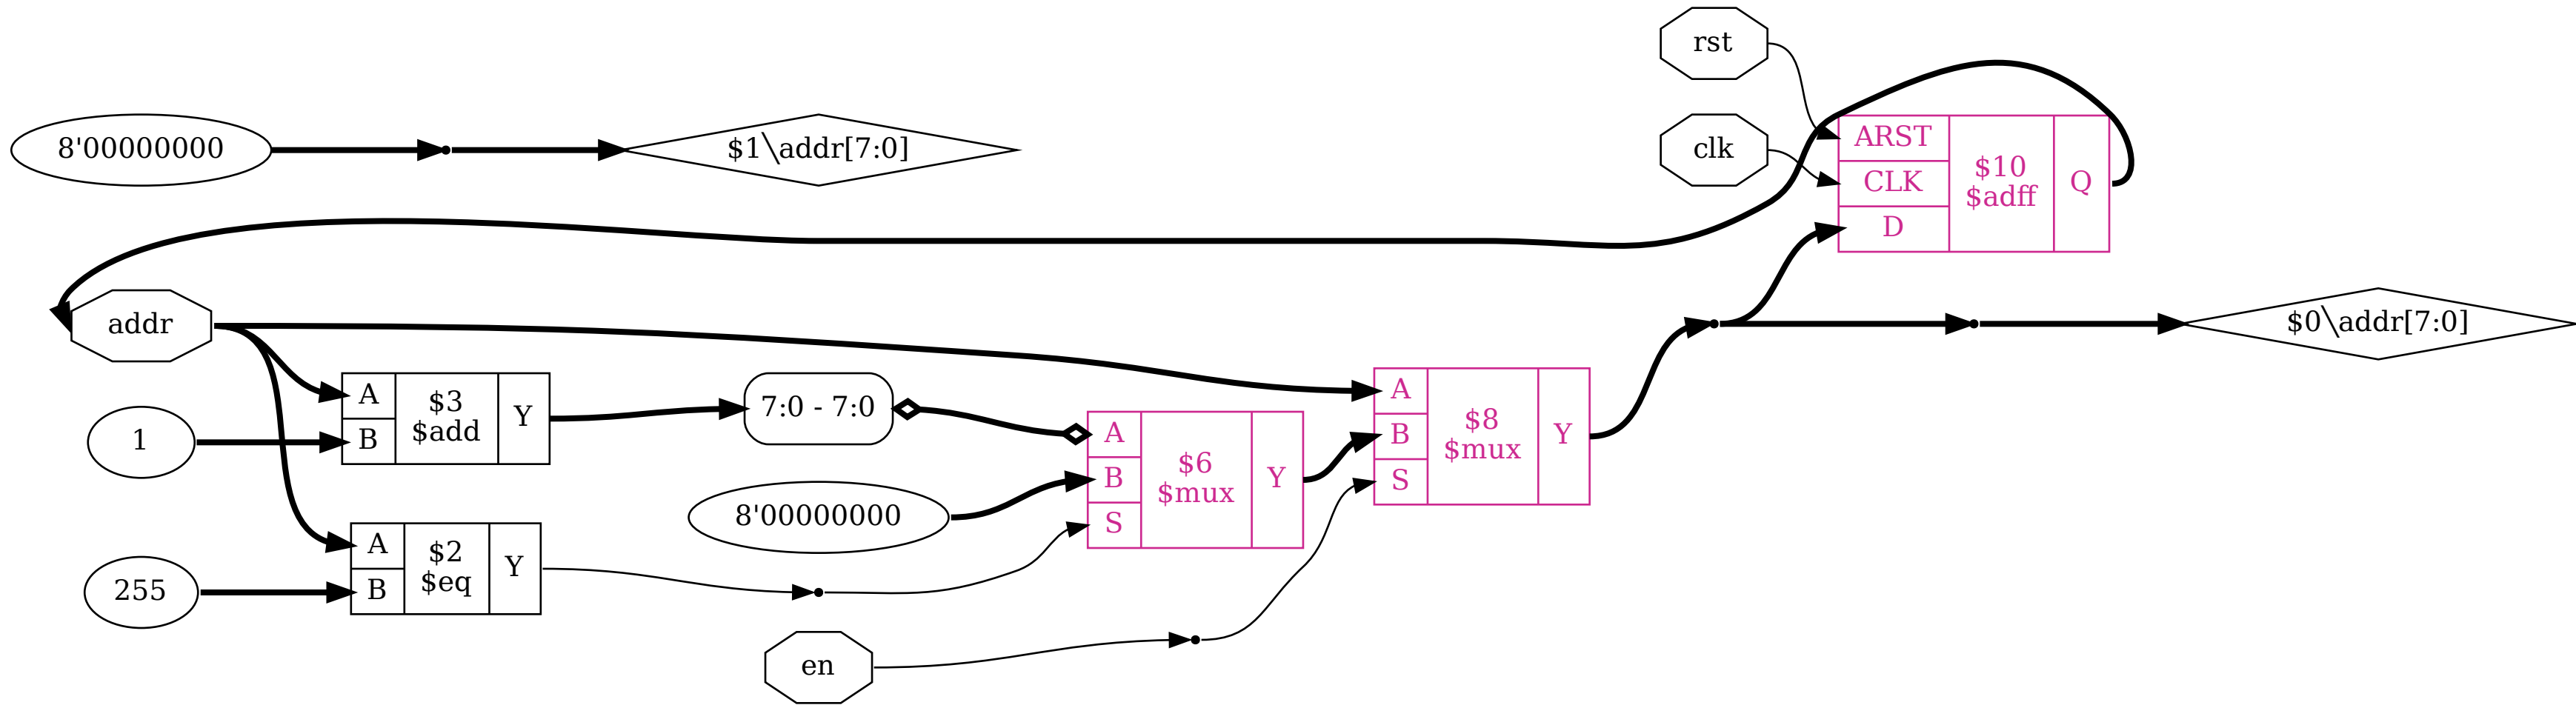 rst
8'00000000
$1\addr[7:0]
clk
ARST
CLK
D
$10
$adff
Q
addr
$0\addr[7:0]
1
A
B
$3
$add
Y
7:0 - 7:0
8'00000000
A
B
S
$6
$mux
Y
A
B
S
$8
$mux
Y
255
A
B
$2
$eq
Y
en